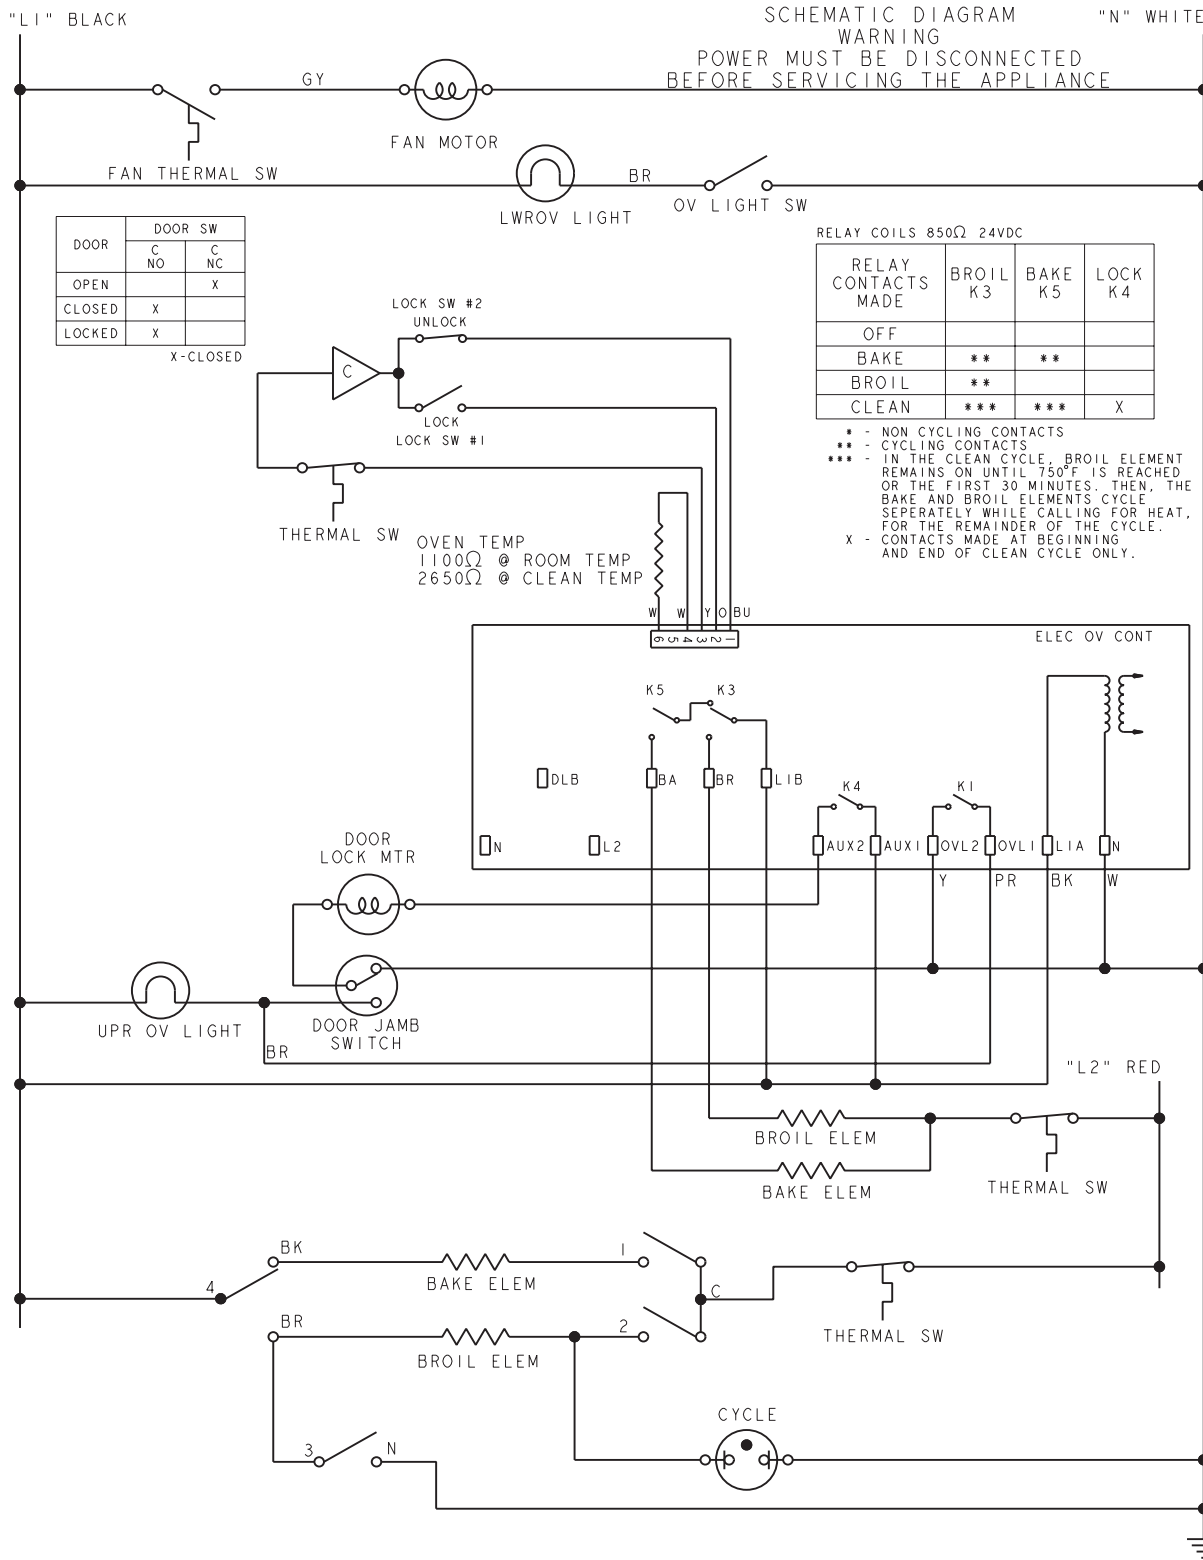 "L1" BLACK
SCHEMATIC DIAGRAM
"N" WHITE
WARNING
POWER MUST BE DISCONNECTED
BEFORE SERVICING THE APPLIANCE
GY
FAN MOTOR
FAN THERMAL SW
BR
LWROV LIGHT
OV LIGHT SW
DOOR
DOOR SW
C NO
C NC
OPEN X
CLOSED X
LOCKED X
X-CLOSED
RELAY COILS 850Ω 24VDC
RELAY CONTACTS MADE
BROIL K3
BAKE K5
LOCK K4
OFF
BAKE ** **
BROIL **
CLEAN *** *** X
* - NON CYCLING CONTACTS
** - CYCLING CONTACTS
*** - IN THE CLEAN CYCLE, BROIL ELEMENT
REMAINS ON UNTIL 750°F IS REACHED
OR THE FIRST 30 MINUTES. THEN, THE
BAKE AND BROIL ELEMENTS CYCLE
SEPERATELY WHILE CALLING FOR HEAT,
FOR THE REMAINDER OF THE CYCLE.
X - CONTACTS MADE AT BEGINNING
AND END OF CLEAN CYCLE ONLY.
LOCK SW #2
UNLOCK
C
LOCK
LOCK SW #1
THERMAL SW
OVEN TEMP
1100Ω @ ROOM TEMP
2650Ω @ CLEAN TEMP
W W Y O BU
6 5 4 3 2 1
ELEC OV CONT
K5 K3
DLB BA BR L1B
K4 K1
N L2 AUX2 AUX1 OVL2 OVL1 L1A N
Y PR BK W
DOOR
LOCK MTR
UPR OV LIGHT
DOOR JAMB
SWITCH
BR
"L2" RED
BROIL ELEM
BAKE ELEM
THERMAL SW
BK
1
4
BAKE ELEM
C
BR
2
BROIL ELEM
THERMAL SW
CYCLE
3 N